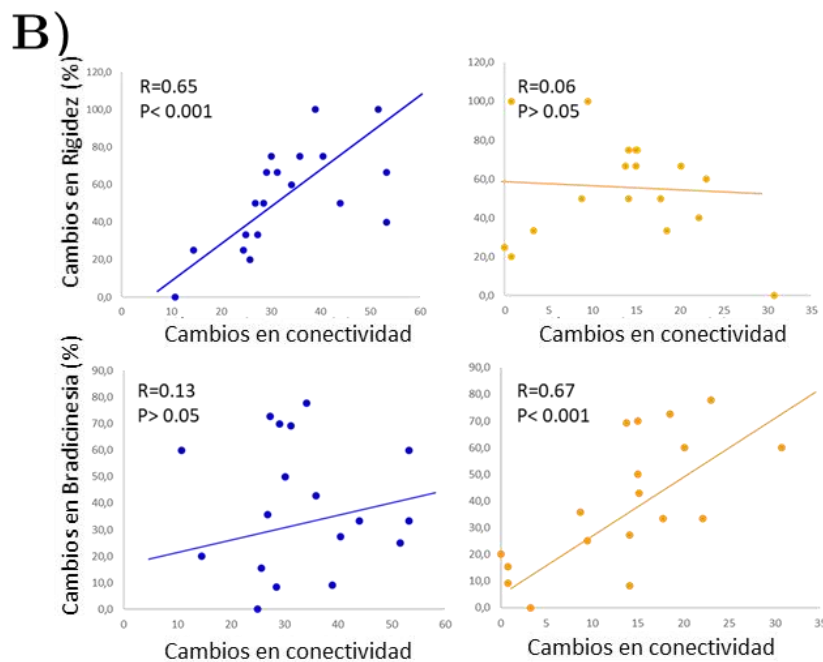 B)
Cambios en Rigidez (%)
R=0.65
P< 0.001
120,0
100,0
80,0
60,0
40,0
20,0
0,0
0 10 20 30 40 50 60
Cambios en conectividad
R=0.06
P> 0.05
120,0
100,0
80,0
60,0
40,0
20,0
0,0
0 5 10 15 20 25 30 35
Cambios en conectividad
Cambios en Bradicinesia (%)
R=0.13
P> 0.05
90,0
80,0
70,0
60,0
50,0
40,0
30,0
20,0
10,0
0,0
0 10 20 30 40 50 60
Cambios en conectividad
R=0.67
P< 0.001
90,0
80,0
70,0
60,0
50,0
40,0
30,0
20,0
10,0
0,0
0 5 10 15 20 25 30 35
Cambios en conectividad